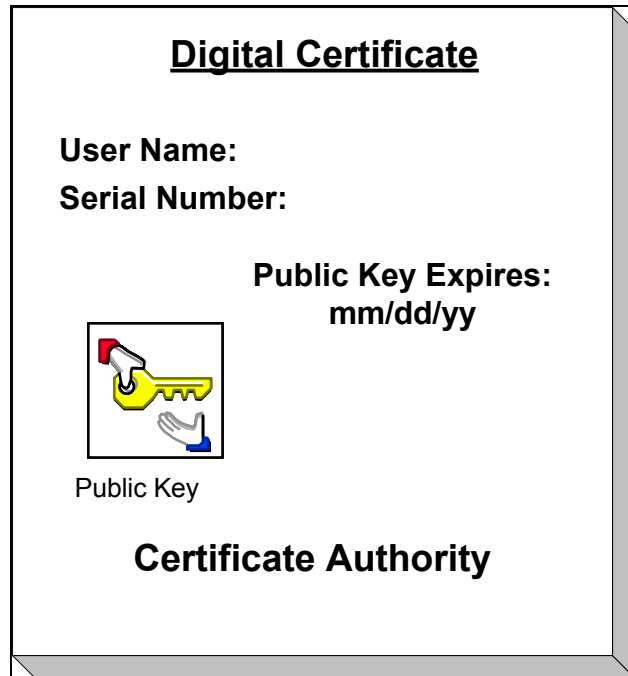 Digital Certificate
User Name:
Serial Number:
Public Key Expires:
mm/dd/yy
Public Key
Certificate Authority